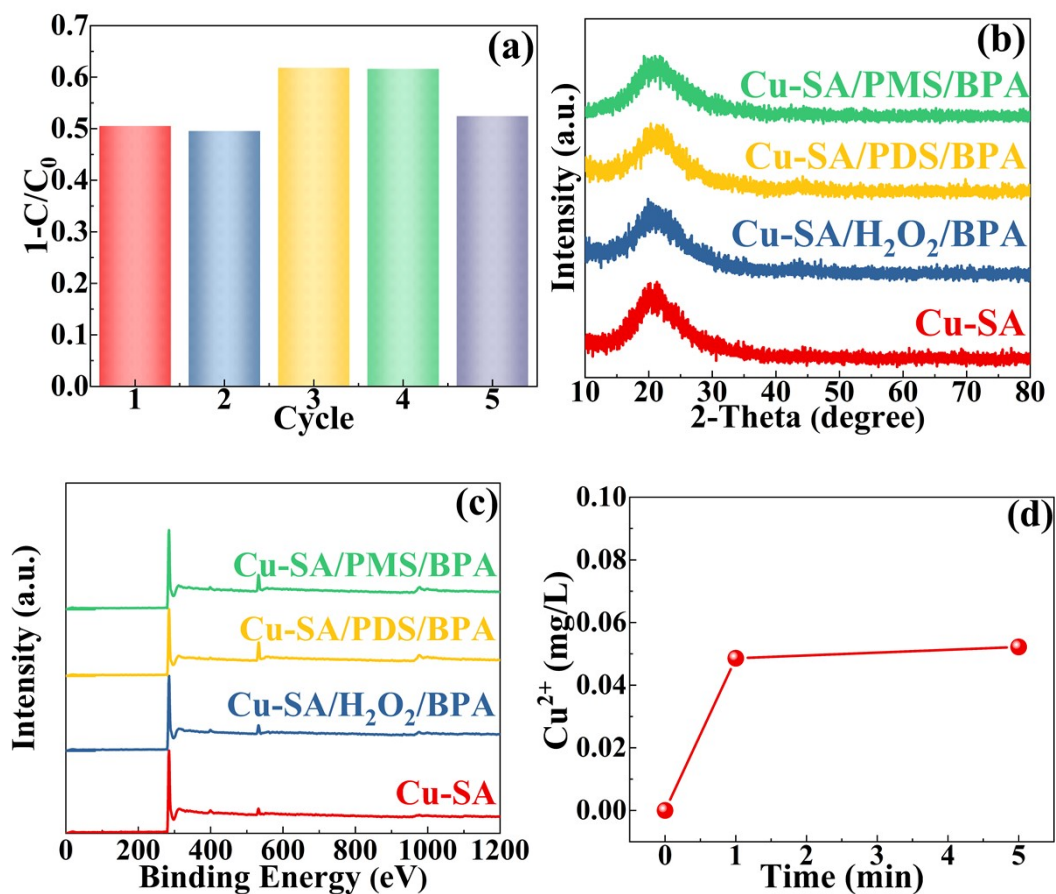 (a)
1-C/C₀
0.7
0.6
0.5
0.4
0.3
0.2
0.1
0.0
1 2 3 4 5
Cycle
(b)
Intensity (a.u.)
Cu-SA/PMS/BPA
Cu-SA/PDS/BPA
Cu-SA/H₂O₂/BPA
Cu-SA
10 20 30 40 50 60 70 80
2-Theta (degree)
(c)
Intensity (a.u.)
Cu-SA/PMS/BPA
Cu-SA/PDS/BPA
Cu-SA/H₂O₂/BPA
Cu-SA
0 200 400 600 800 1000 1200
Binding Energy (eV)
(d)
Cu²⁺ (mg/L)
0.10
0.08
0.06
0.04
0.02
0.00
0 1 2 3 4 5
Time (min)